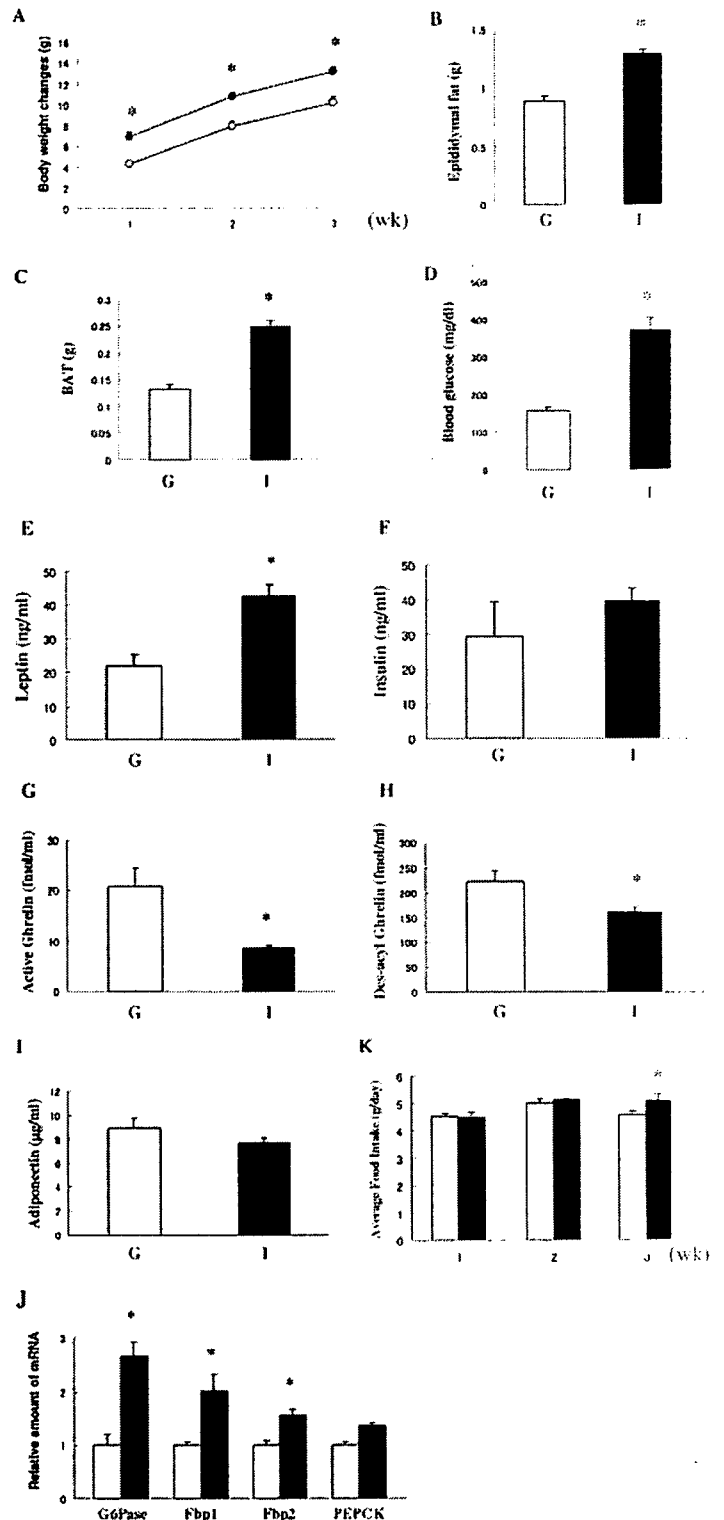 A
Body weight changes (g)
16
14
12
10
8
6
4
2
0
*
*
*
1
2
3
(wk)
B
Epididymal fat (g)
1.5
1
0.5
0
*
G
I
C
BAT (g)
0.3
0.25
0.2
0.15
0.1
0.05
0
*
G
I
D
Blood glucose (mg/dl)
500
400
300
200
100
0
*
G
I
E
Leptin (ng/ml)
50
40
30
20
10
0
*
G
I
F
Insulin (ng/ml)
50
40
30
20
10
0
G
I
G
Active Ghrelin (fmol/ml)
30
20
10
0
*
G
I
H
Des-acyl Ghrelin (fmol/ml)
300
250
200
150
100
50
0
*
G
I
I
Adiponectin (µg/ml)
12
10
8
6
4
2
0
G
I
K
Average Food Intake (g/day)
6
5
4
3
2
1
0
*
1
2
3
(wk)
J
Relative amount of mRNA
3
2
1
0
*
*
*
G6Pase
Fbp1
Fbp2
PEPCK